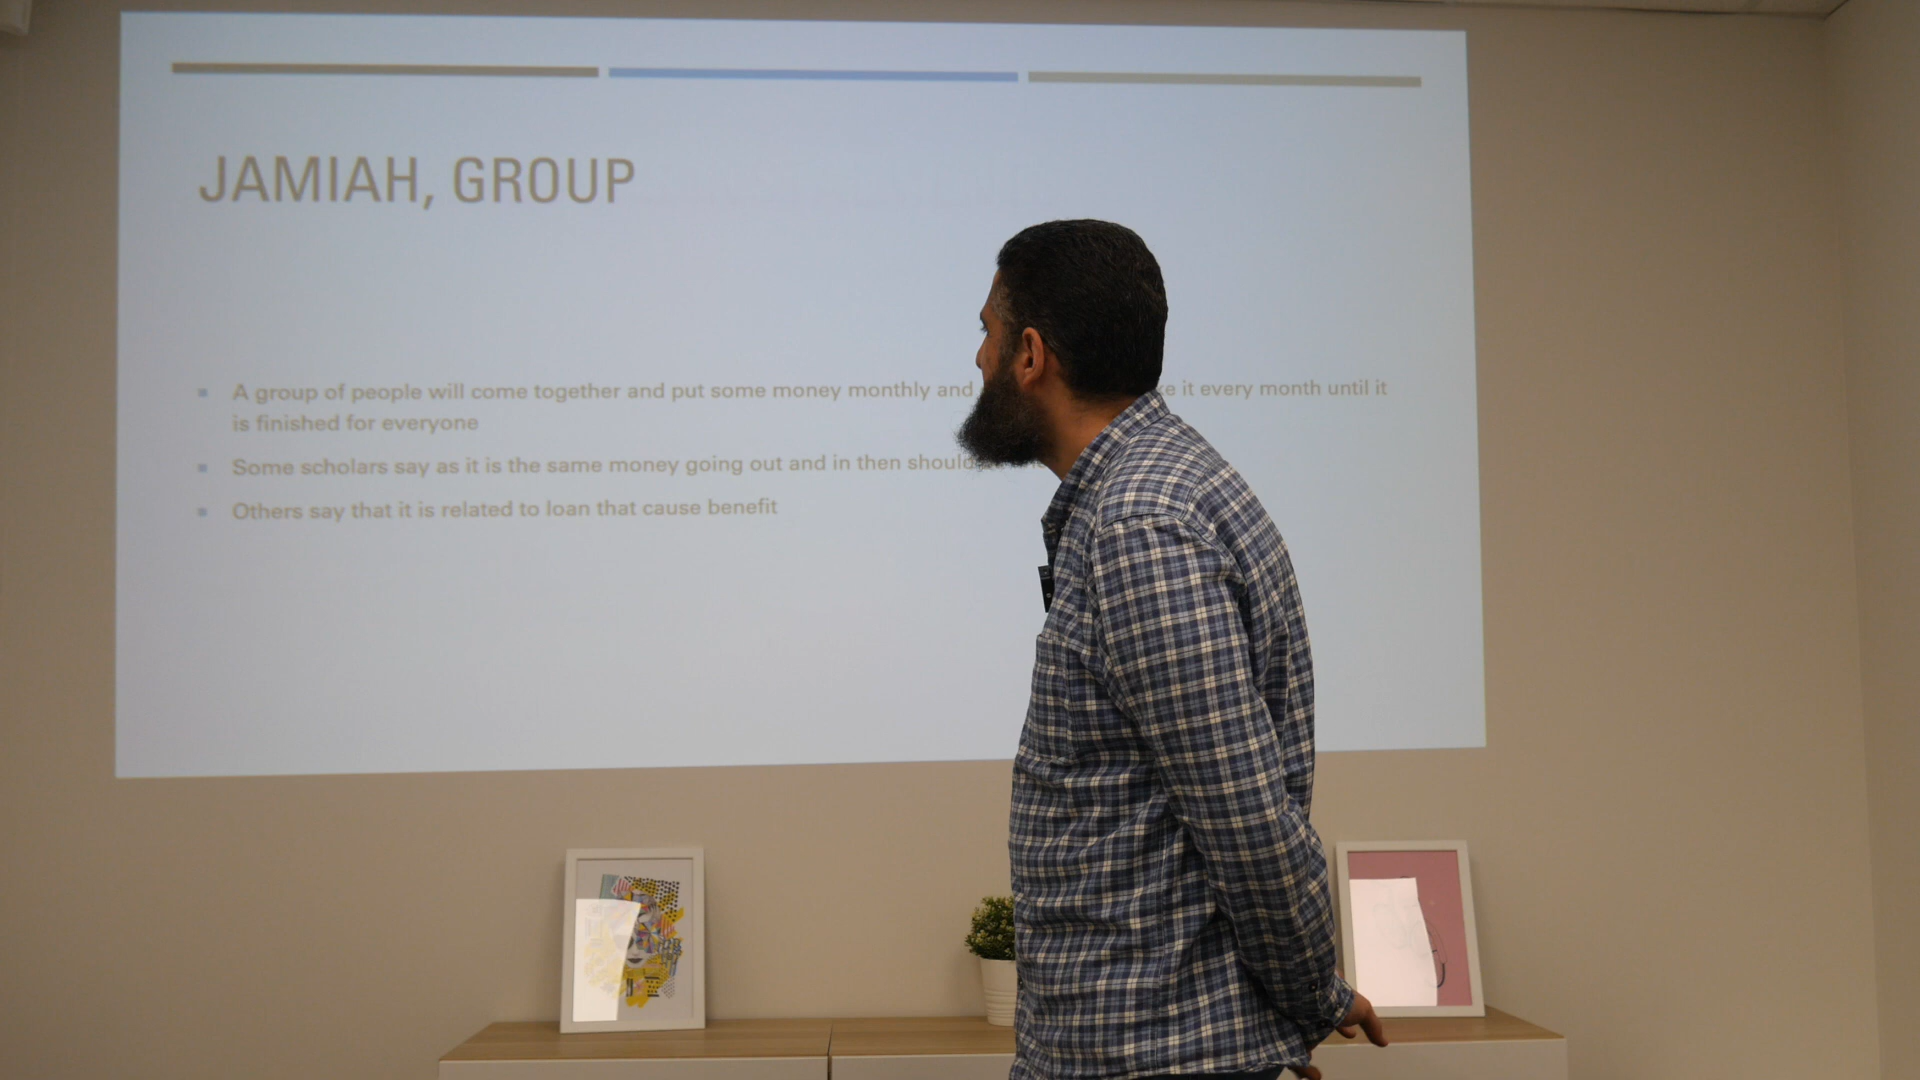 JAMIAH, GROUP
A group of people will come together and put some money monthly and it every month until it
is finished for everyone
Some scholars say as it is the same money going out and in then
Others say that it is related to loan that cause benefit